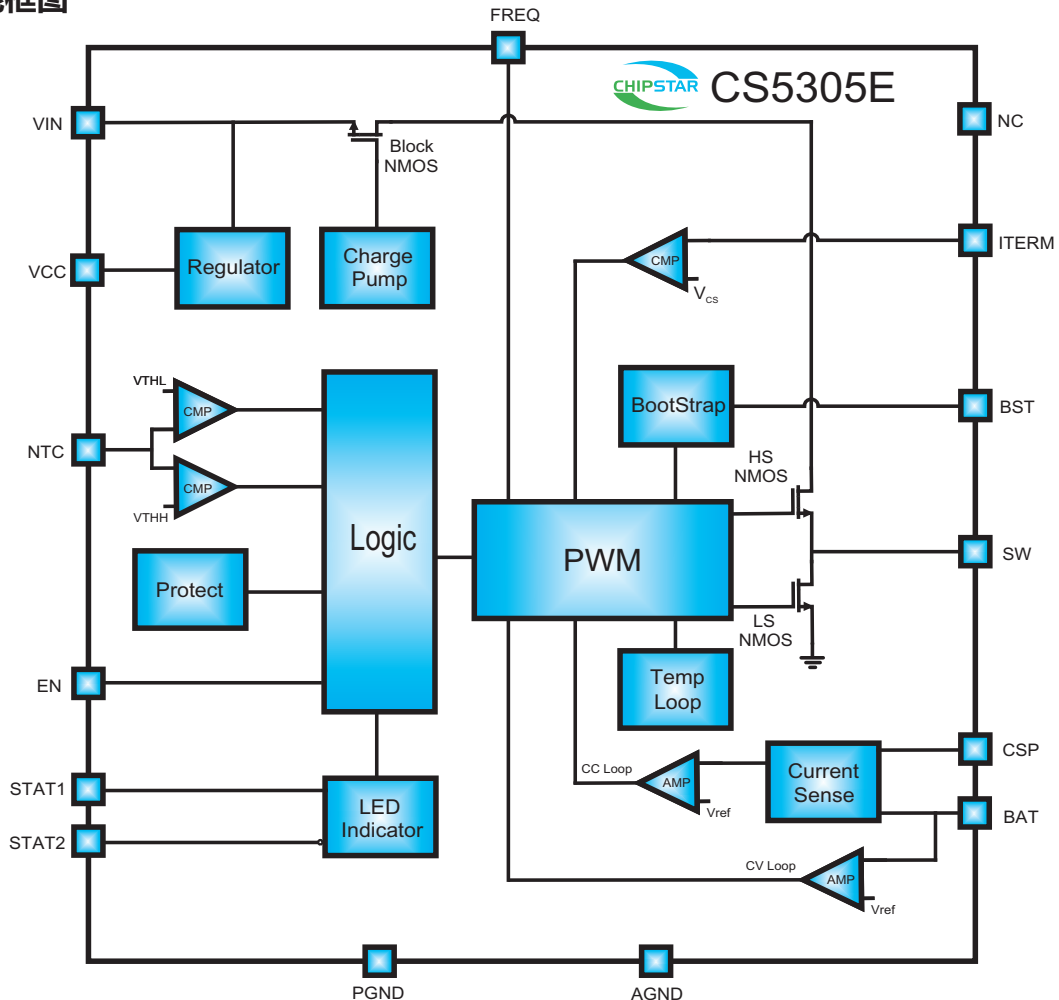 框图
FREQ
CHIPSTAR
CS5305E
VIN
NC
Block
NMOS
ITERM
Regulator
Charge
Pump
CMP
VCC
VCS
VTHL
CMP
BootStrap
BST
NTC
CMP
HS
NMOS
VTHH
Logic
PWM
SW
Protect
LS
NMOS
EN
Temp
Loop
CSP
STAT1
LED
Indicator
CC Loop
AMP
Current
Sense
Vref
BAT
STAT2
CV Loop
AMP
Vref
PGND
AGND